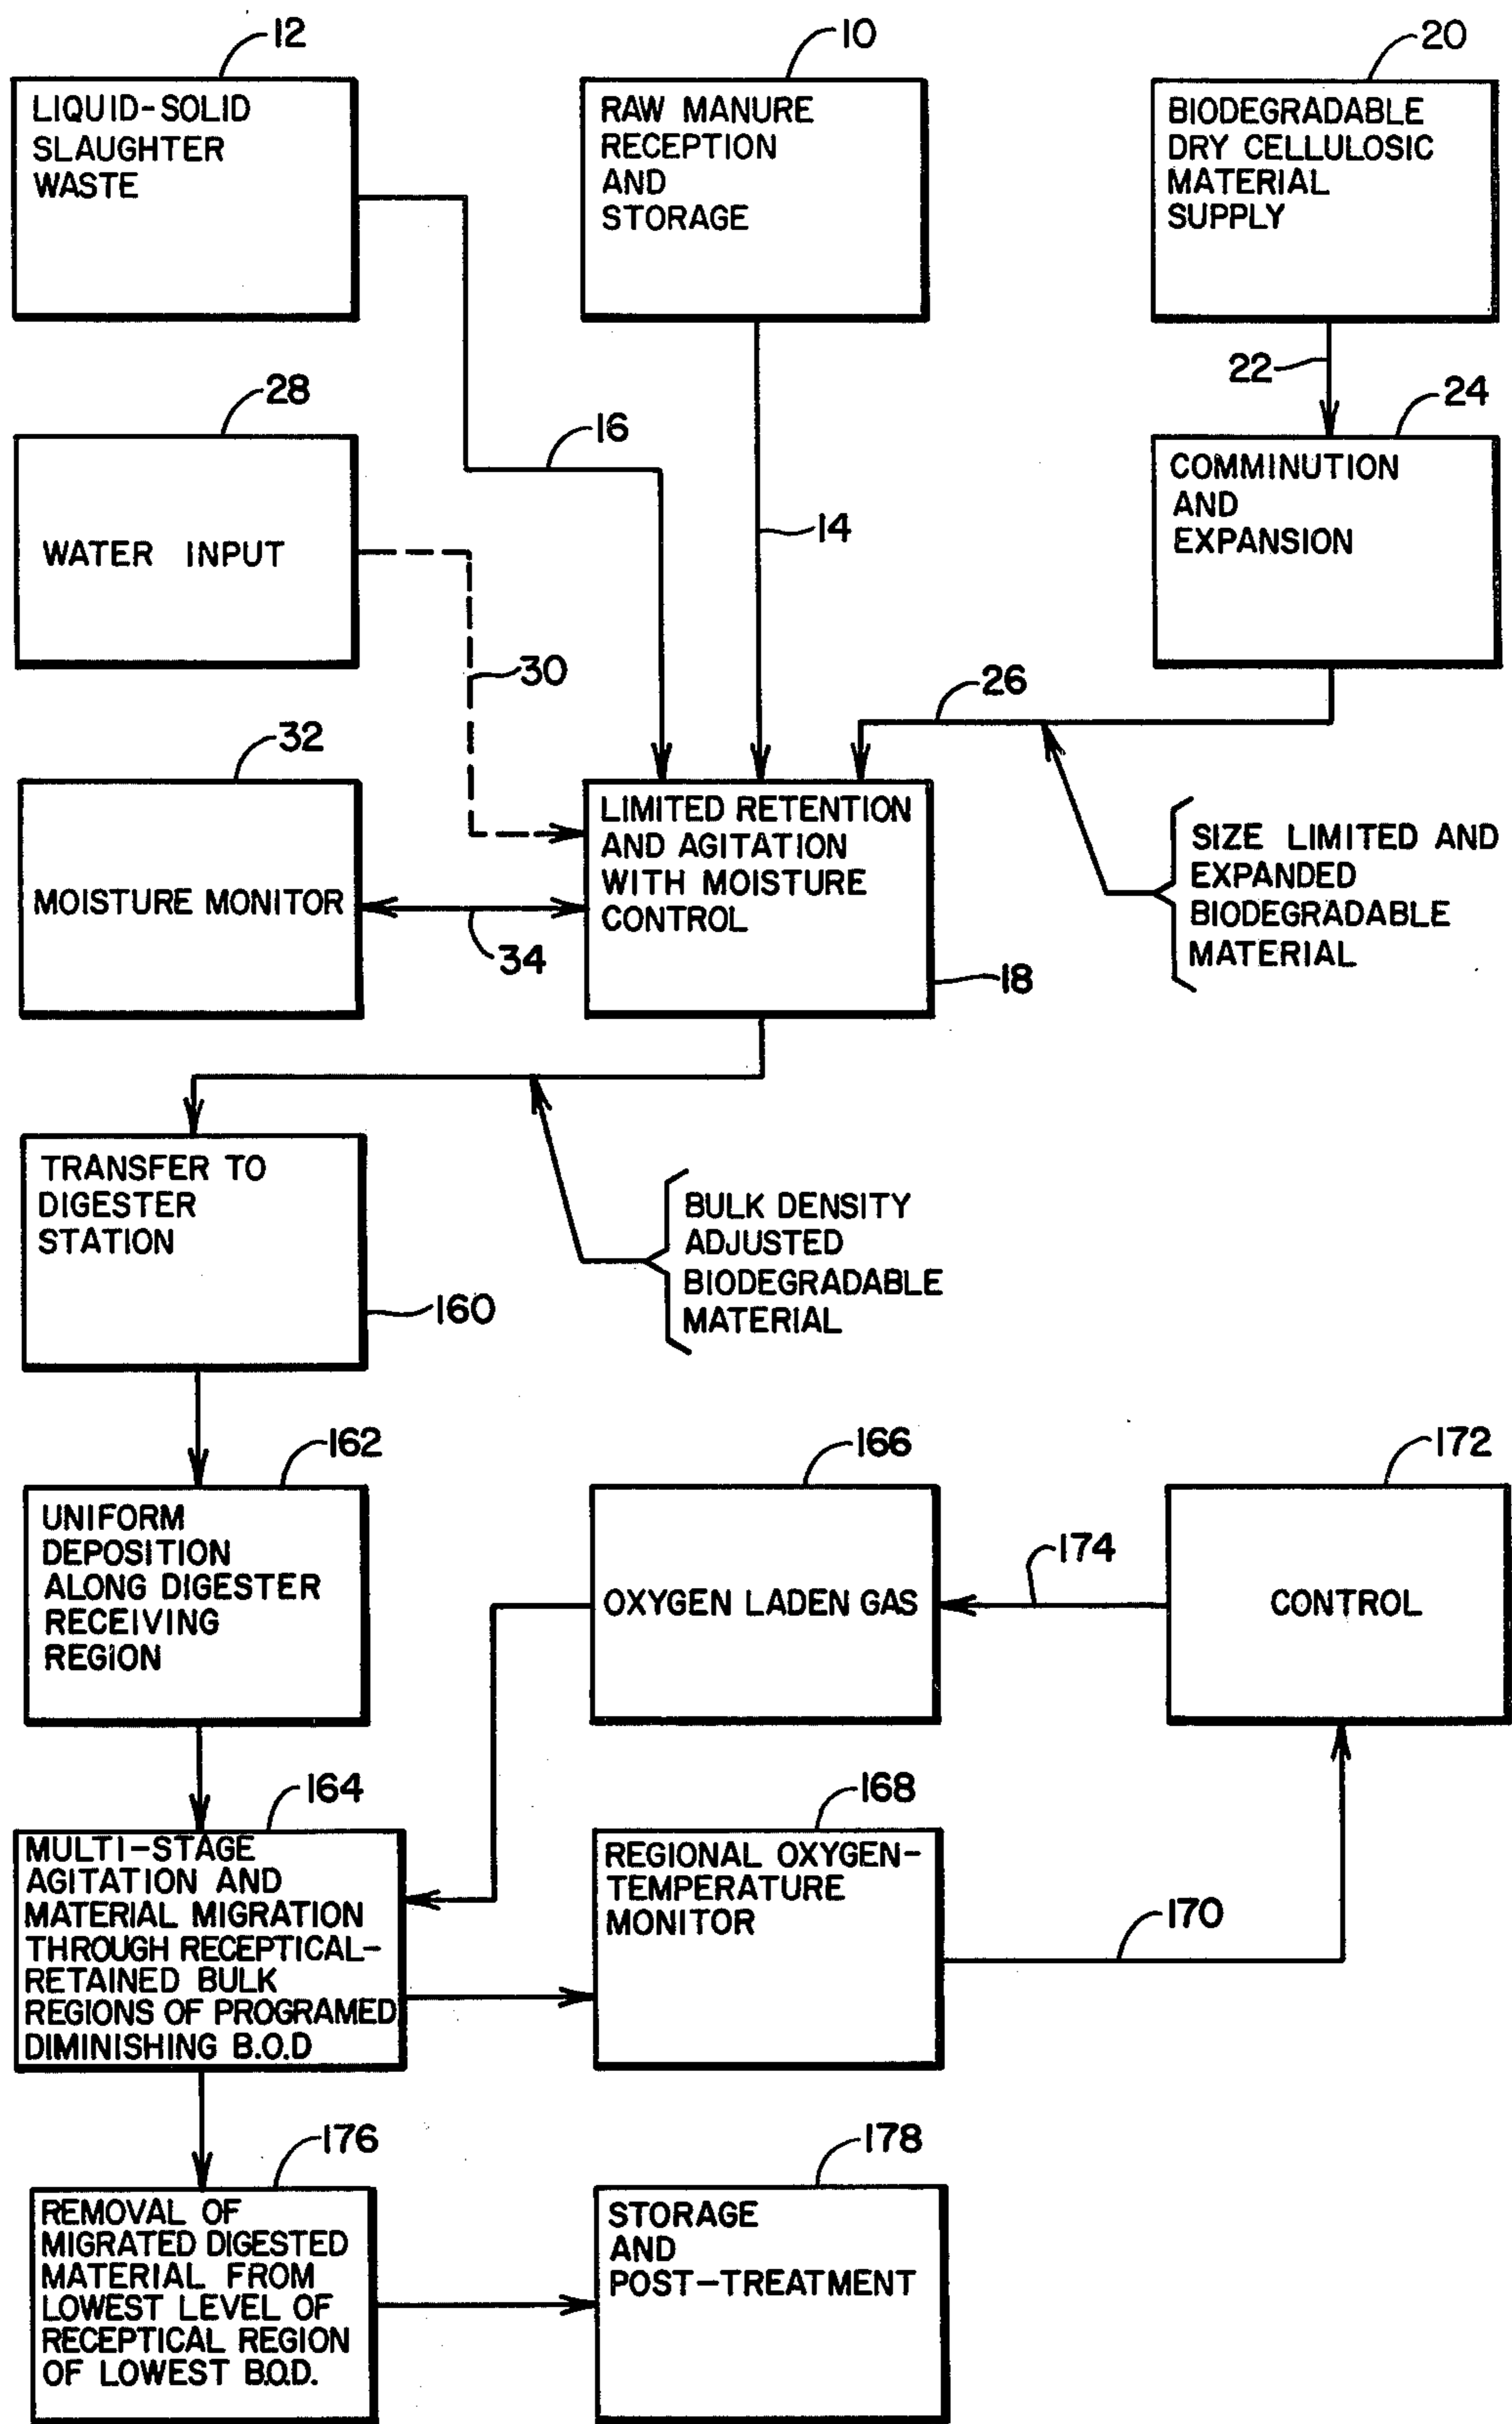 12
LIQUID-SOLID
SLAUGHTER
WASTE
10
RAW MANURE
RECEPTION
AND
STORAGE
20
BIODEGRADABLE
DRY CELLULOSIC
MATERIAL
SUPPLY
22
28
WATER INPUT
16
14
24
COMMINUTION
AND
EXPANSION
30
26
32
MOISTURE MONITOR
34
LIMITED RETENTION
AND AGITATION
WITH MOISTURE
CONTROL
18
SIZE LIMITED AND
EXPANDED
BIODEGRADABLE
MATERIAL
TRANSFER TO
DIGESTER
STATION
160
BULK DENSITY
ADJUSTED
BIODEGRADABLE
MATERIAL
162
UNIFORM
DEPOSITION
ALONG DIGESTER
RECEIVING
REGION
166
OXYGEN LADEN GAS
174
172
CONTROL
164
MULTI-STAGE
AGITATION AND
MATERIAL MIGRATION
THROUGH RECEPTICAL-
RETAINED BULK
REGIONS OF PROGRAMED
DIMINISHING B.O.D
168
REGIONAL OXYGEN-
TEMPERATURE
MONITOR
170
176
REMOVAL OF
MIGRATED DIGESTED
MATERIAL FROM
LOWEST LEVEL OF
RECEPTICAL REGION
OF LOWEST B.O.D.
178
STORAGE
AND
POST-TREATMENT